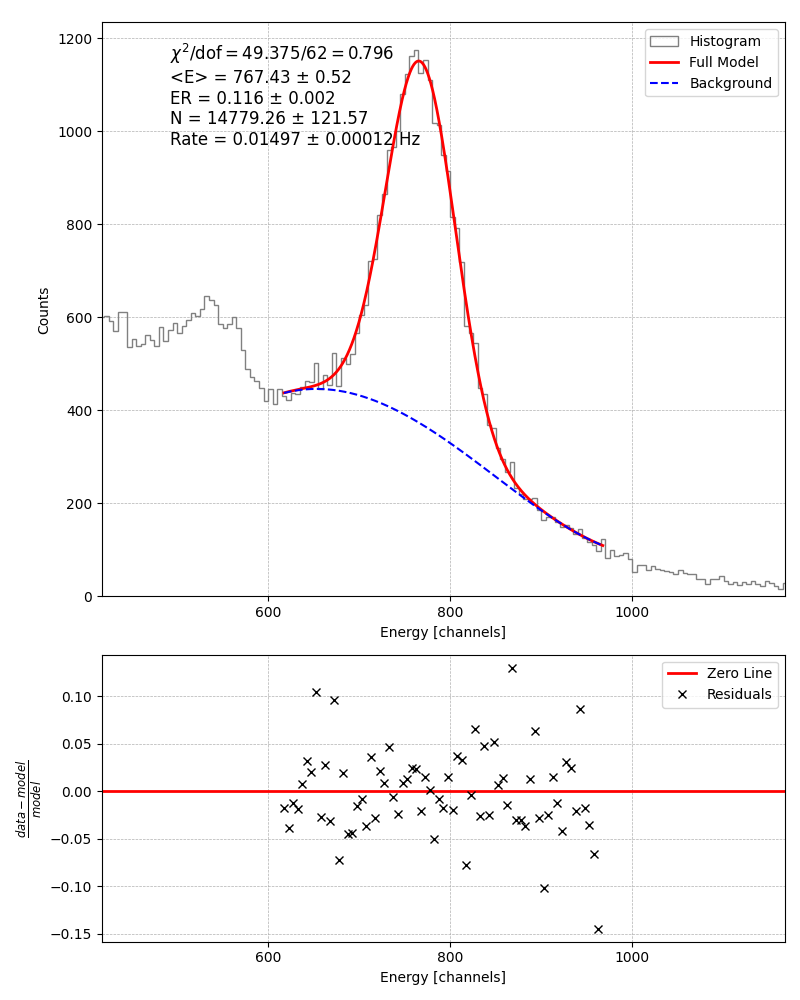 χ²/dof = 49.375/62 = 0.796
<E> = 767.43 ± 0.52
ER = 0.116 ± 0.002
N = 14779.26 ± 121.57
Rate = 0.01497 ± 0.00012 Hz
Histogram
Full Model
Background
1200
1000
800
600
400
200
0
Counts
600 800 1000
Energy [channels]
Zero Line
Residuals
0.10
0.05
0.00
−0.05
−0.10
−0.15
data − model
model
600 800 1000
Energy [channels]